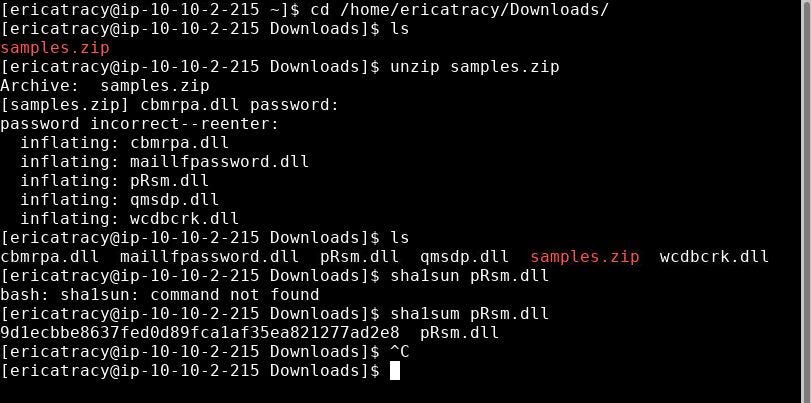 [ericatracy@ip-10-10-2-215 ~]$ cd /home/ericatracy/Downloads/
[ericatracy@ip-10-10-2-215 Downloads]$ ls
samples.zip
[ericatracy@ip-10-10-2-215 Downloads]$ unzip samples.zip
Archive:  samples.zip
[samples.zip] cbmrpa.dll password:
password incorrect--reenter:
  inflating: cbmrpa.dll
  inflating: maillfpassword.dll
  inflating: pRsm.dll
  inflating: qmsdp.dll
  inflating: wcdbcrk.dll
[ericatracy@ip-10-10-2-215 Downloads]$ ls
cbmrpa.dll  maillfpassword.dll  pRsm.dll  qmsdp.dll  samples.zip  wcdbcrk.dll
[ericatracy@ip-10-10-2-215 Downloads]$ sha1sun pRsm.dll
bash: sha1sun: command not found
[ericatracy@ip-10-10-2-215 Downloads]$ sha1sum pRsm.dll
9d1ecbbe8637fed0d89fca1af35ea821277ad2e8  pRsm.dll
[ericatracy@ip-10-10-2-215 Downloads]$ ^C
[ericatracy@ip-10-10-2-215 Downloads]$